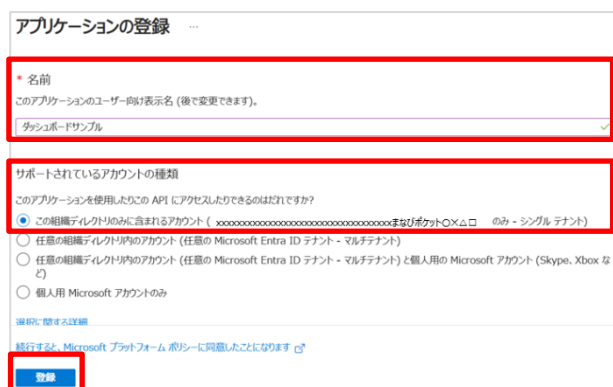 アプリケーションの登録 …
* 名前
このアプリケーションのユーザー向け表示名 (後で変更できます)。
ダッシュボードサンプル
サポートされているアカウントの種類
このアプリケーションを使用したりこの API にアクセスしたりできるのはだれですか?
この組織ディレクトリのみに含まれるアカウント ( xxxxxxxxxxxxxxxxxxxxxxxxxxxxxxxxxxまなびポケット○×△□ のみ - シングル テナント)
任意の組織ディレクトリ内のアカウント (任意の Microsoft Entra ID テナント - マルチテナント)
任意の組織ディレクトリ内のアカウント (任意の Microsoft Entra ID テナント - マルチテナント) と個人用の Microsoft アカウント (Skype、Xbox な
ど)
個人用 Microsoft アカウントのみ
選択に関する詳細
続行すると、Microsoft プラットフォーム ポリシーに同意したことになります
登録